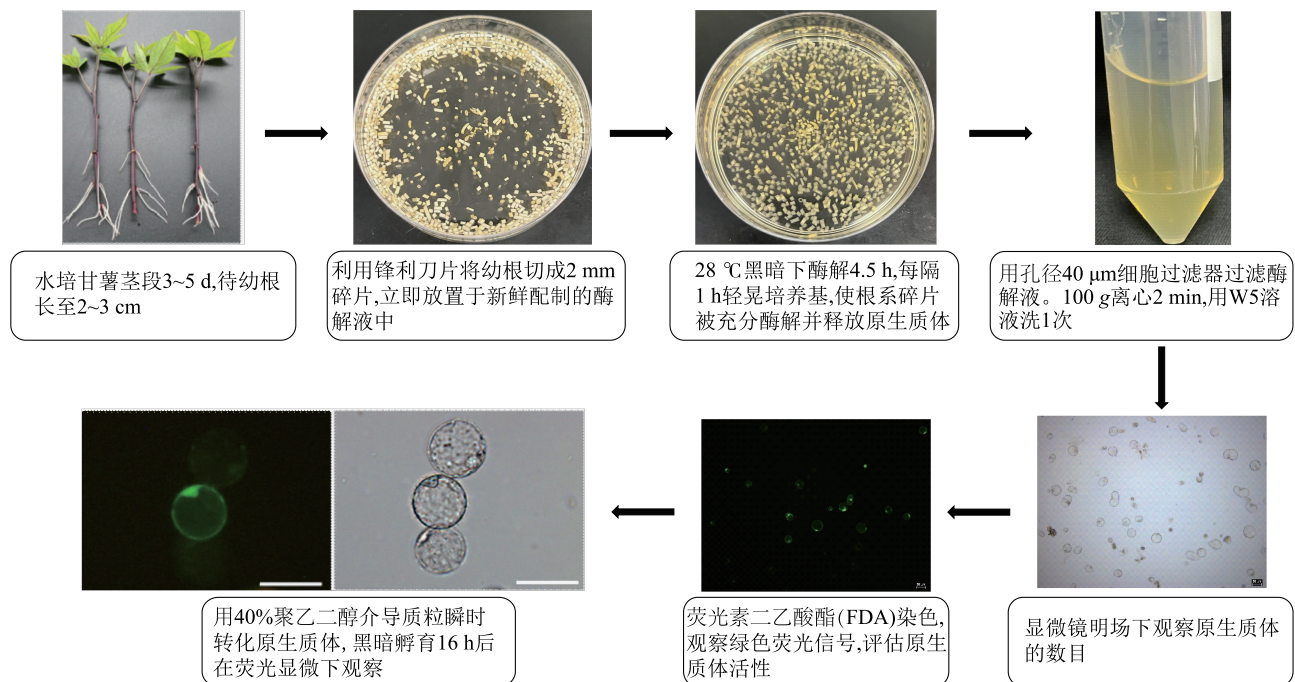 水培甘薯茎段3~5 d,待幼根
长至2~3 cm
利用锋利刀片将幼根切成2 mm
碎片,立即放置于新鲜配制的酶
解液中
28 ℃黑暗下酶解4.5 h,每隔
1 h轻晃培养基,使根系碎片
被充分酶解并释放原生质体
用孔径40 μm细胞过滤器过滤酶
解液。100 g离心2 min,用W5溶
液洗1次
显微镜明场下观察原生质体
的数目
荧光素二乙酸酯(FDA)染色,
观察绿色荧光信号,评估原生
质体活性
用40%聚乙二醇介导质粒瞬时
转化原生质体, 黑暗孵育16 h后
在荧光显微下观察